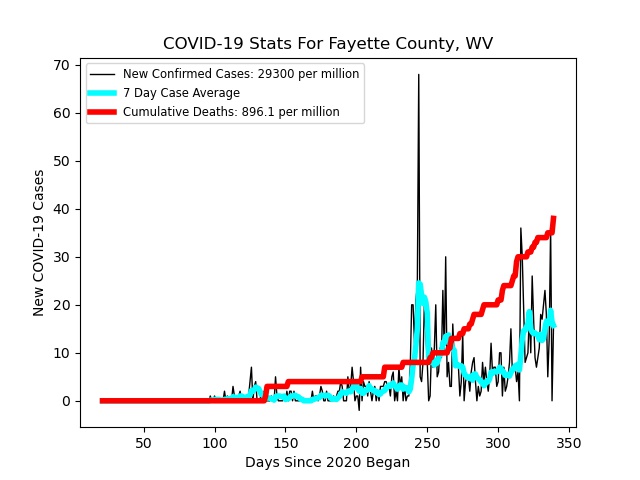 COVID-19 Stats For Fayette County, WV
New Confirmed Cases: 29300 per million
7 Day Case Average
Cumulative Deaths: 896.1 per million
New COVID-19 Cases
70
60
50
40
30
20
10
0
50
100
150
200
250
300
350
Days Since 2020 Began